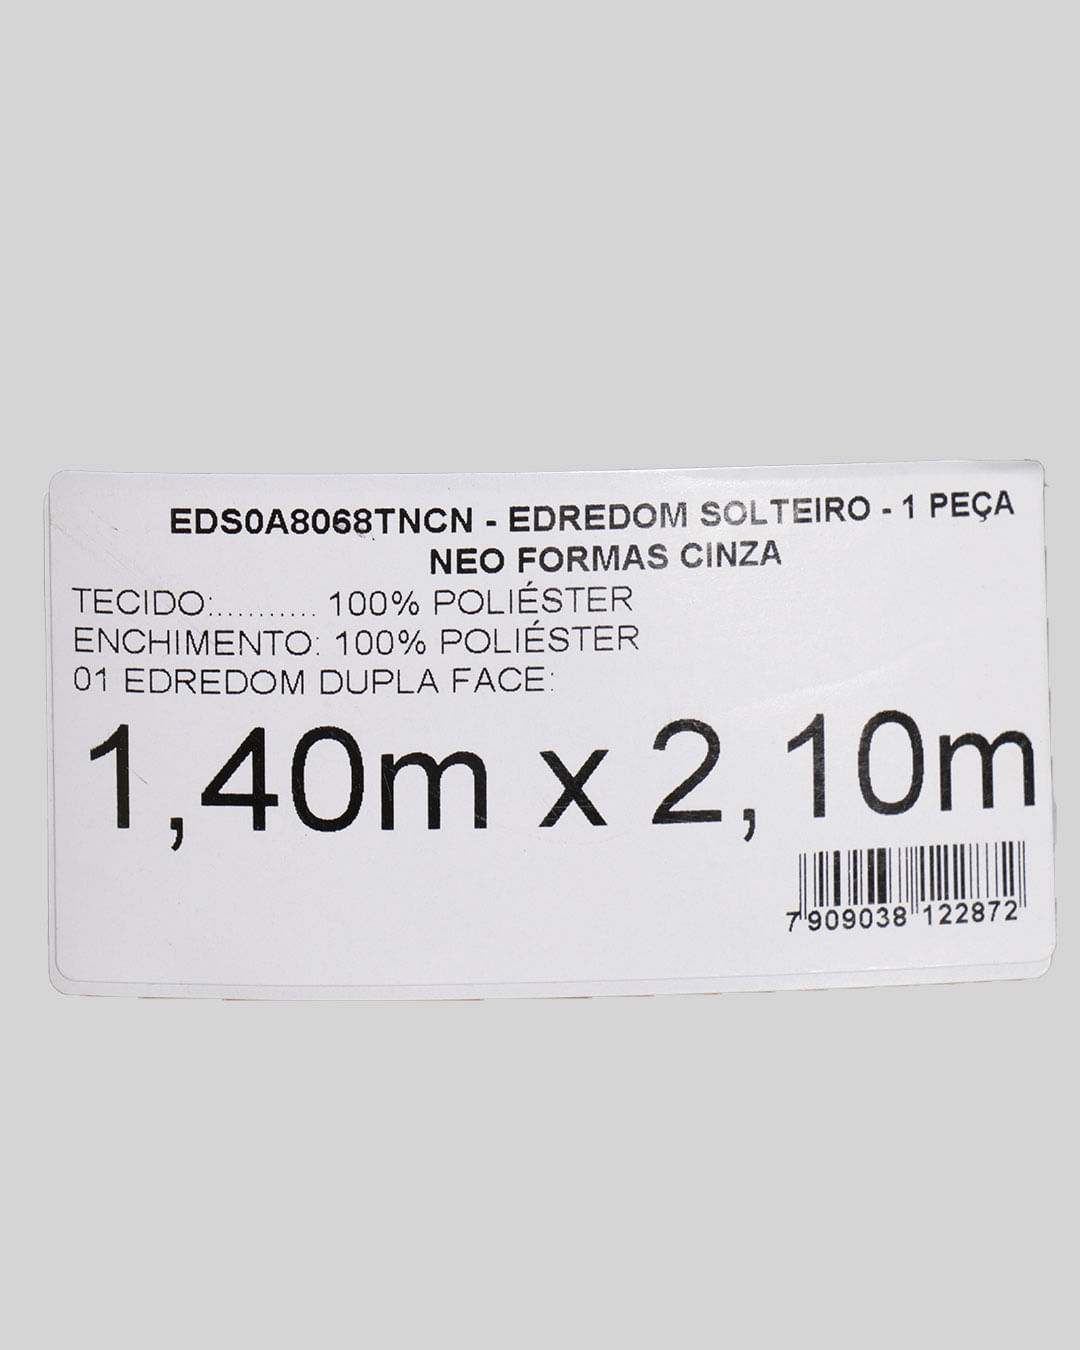 EDS0A8068TNCN - EDREDOM SOLTEIRO - 1 PEÇA
NEO FORMAS CINZA
TECIDO:.......... 100% POLIÉSTER
ENCHIMENTO: 100% POLIÉSTER
01 EDREDOM DUPLA FACE:
1,40m x 2,10m
7 909038 122872